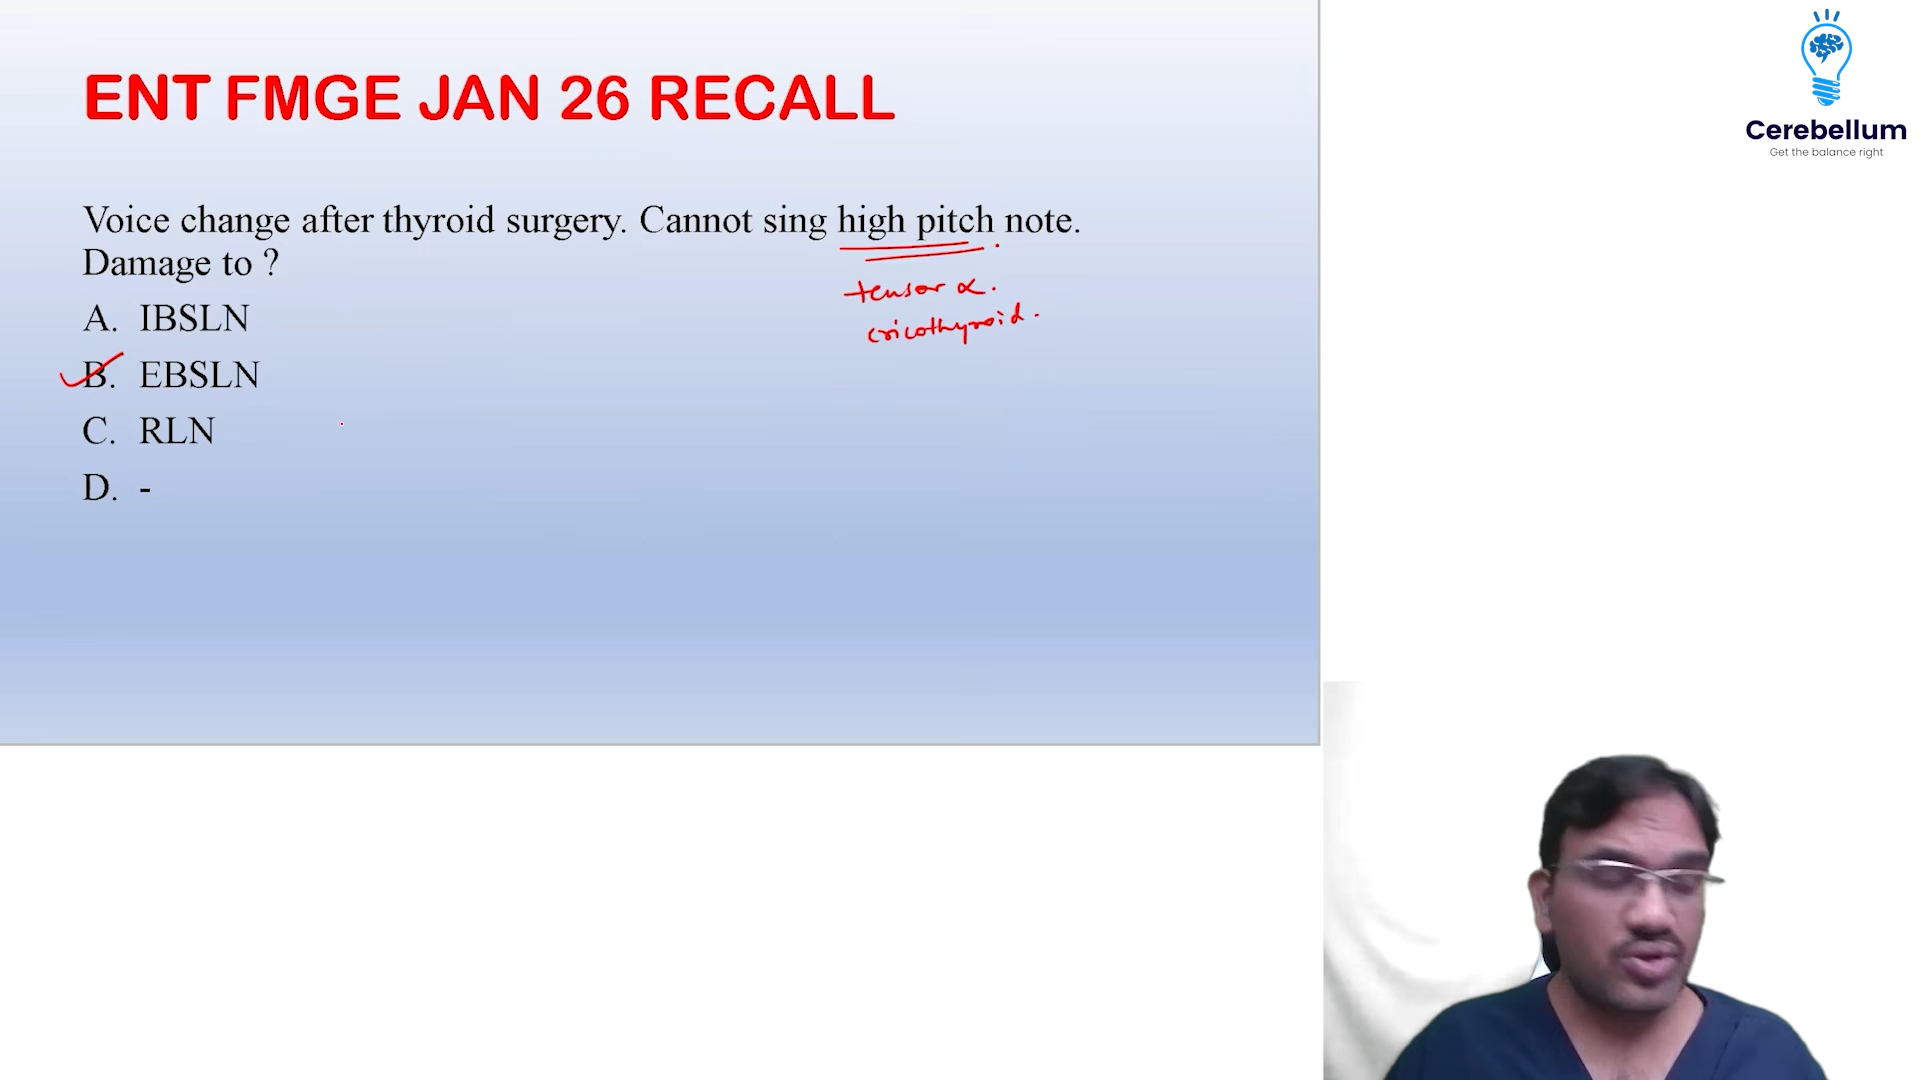 ENT FMGE JAN 26 RECALL
Cerebellum
Get the balance right
Voice change after thyroid surgery. Cannot sing high pitch note.
Damage to ?
tensor α.
cricothyroid.
A. IBSLN
B. EBSLN
C. RLN
D. -